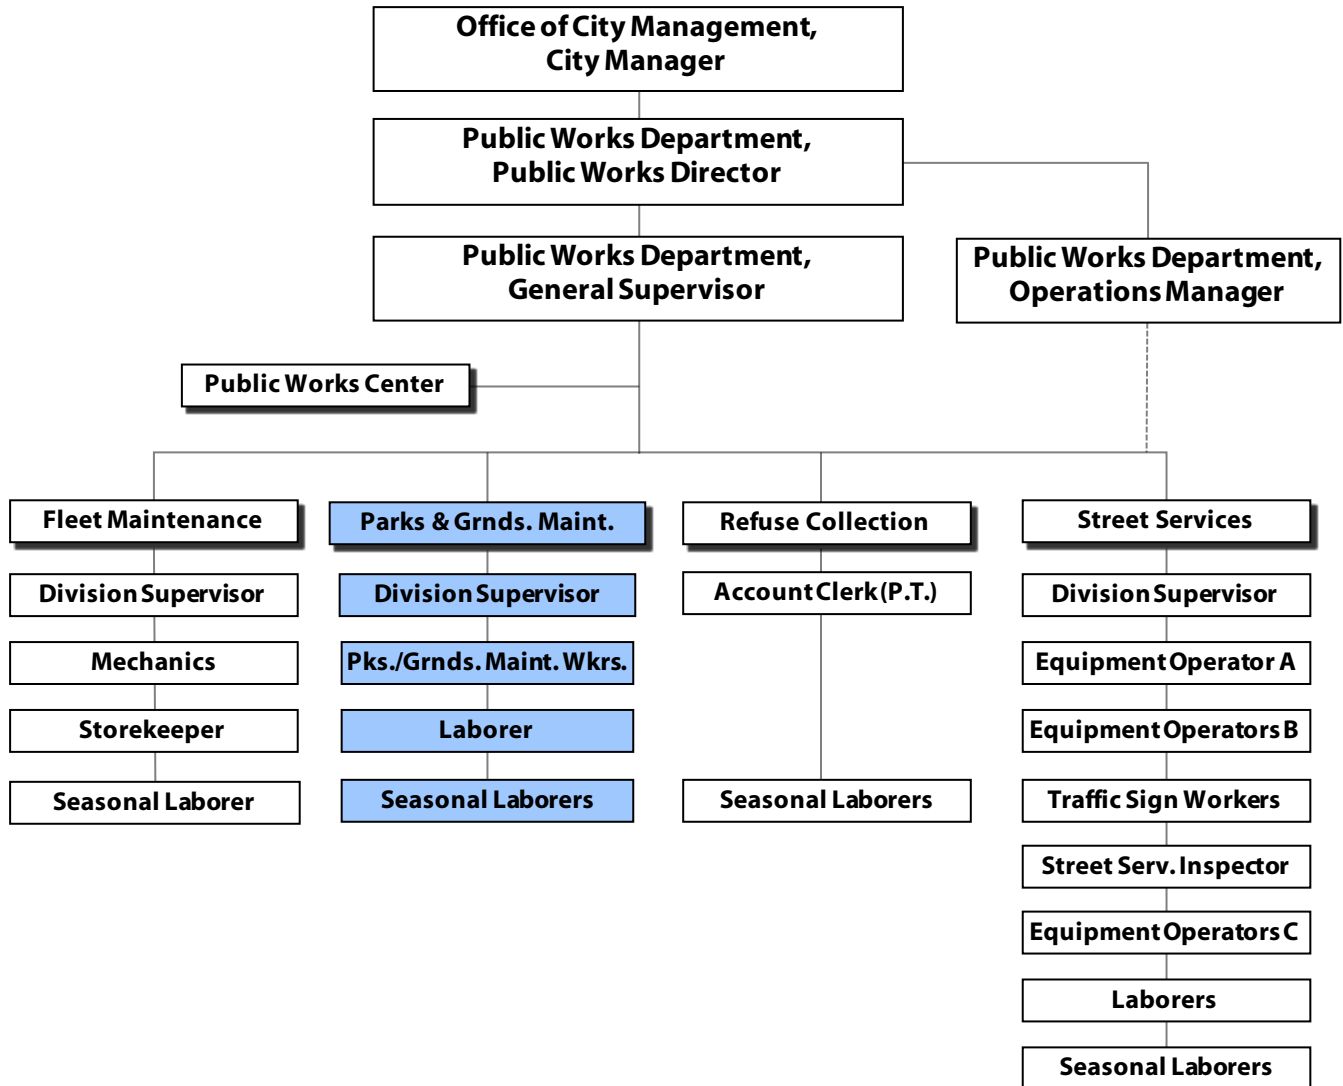 Office of City Management,
City Manager
Public Works Department,
Public Works Director
Public Works Department,
General Supervisor
Public Works Department,
Operations Manager
Public Works Center
Fleet Maintenance
Division Supervisor
Mechanics
Storekeeper
Seasonal Laborer
Parks & Grnds. Maint.
Division Supervisor
Pks./Grnds. Maint. Wkrs.
Laborer
Seasonal Laborers
Refuse Collection
Account Clerk (P.T.)
Seasonal Laborers
Street Services
Division Supervisor
Equipment Operator A
Equipment Operators B
Traffic Sign Workers
Street Serv. Inspector
Equipment Operators C
Laborers
Seasonal Laborers